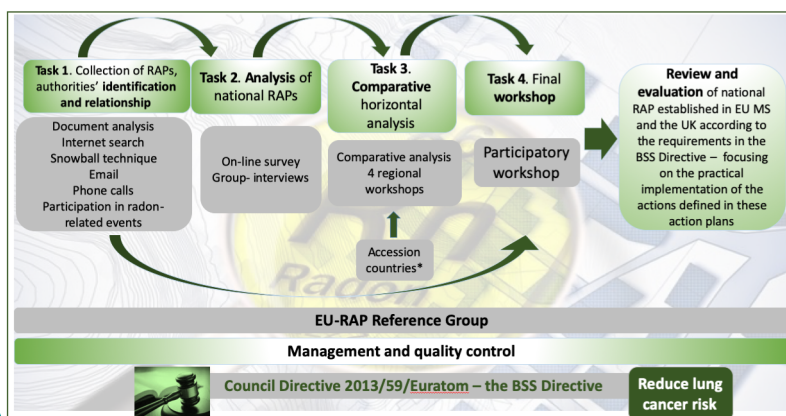 Task 1. Collection of RAPs,
authorities' identification
and relationship
Document analysis
Internet search
Snowball technique
Email
Phone calls
Participation in radon-
related events
Task 2. Analysis of
national RAPs
On-line survey
Group- interviews
Task 3.
Comparative
horizontal
analysis
Comparative analysis
4 regional
workshops
Accession
countries*
Task 4. Final
workshop
Participatory
workshop
Review and
evaluation of national
RAP established in EU MS
and the UK according to
the requirements in the
BSS Directive – focusing
on the practical
implementation of the
actions defined in these
action plans
Rn
Radon
EU-RAP Reference Group
Management and quality control
Council Directive 2013/59/Euratom – the BSS Directive
Reduce lung
cancer risk